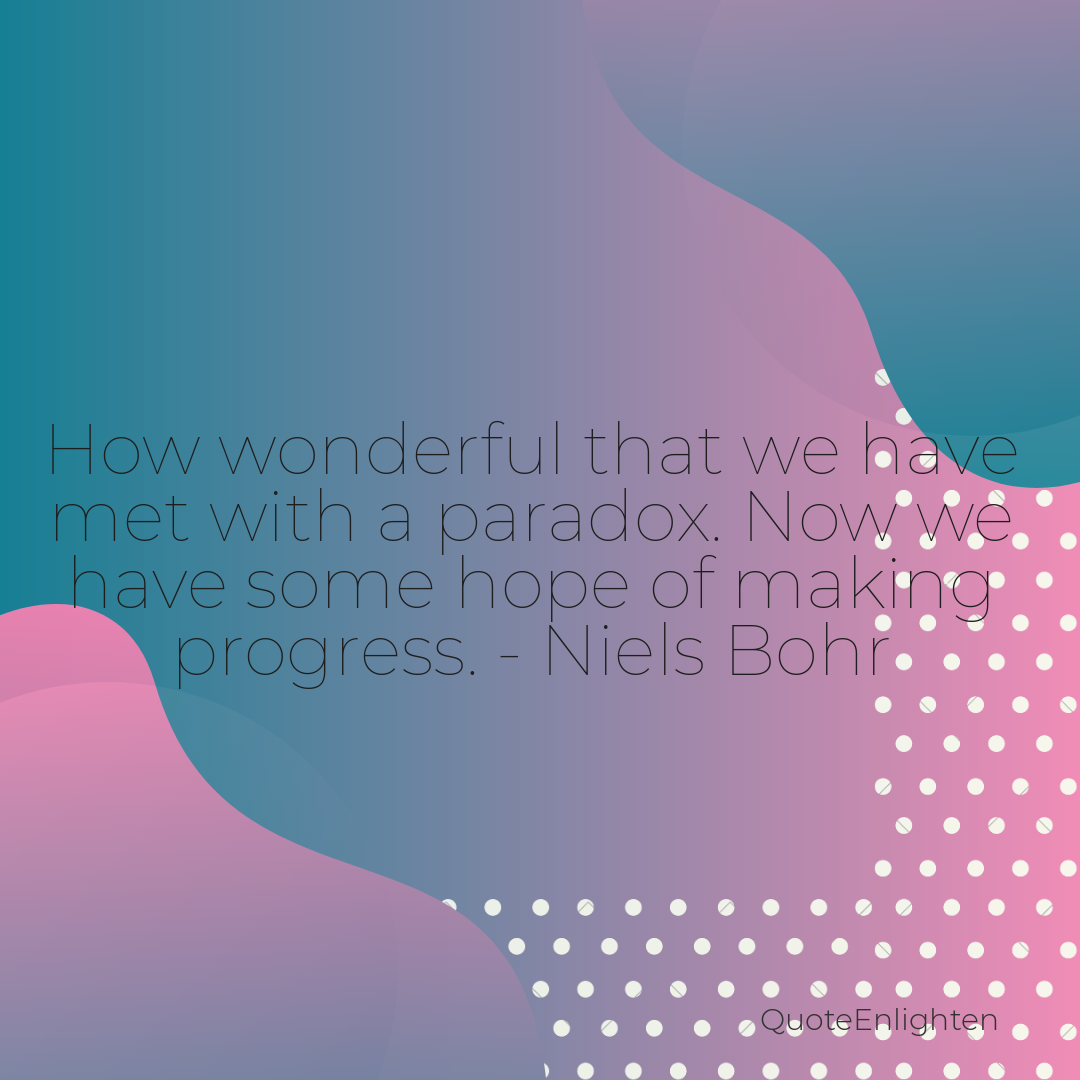 How wonderful that we have
met with a paradox. Now we
have some hope of making
progress. - Niels Bohr
QuoteEnlighten